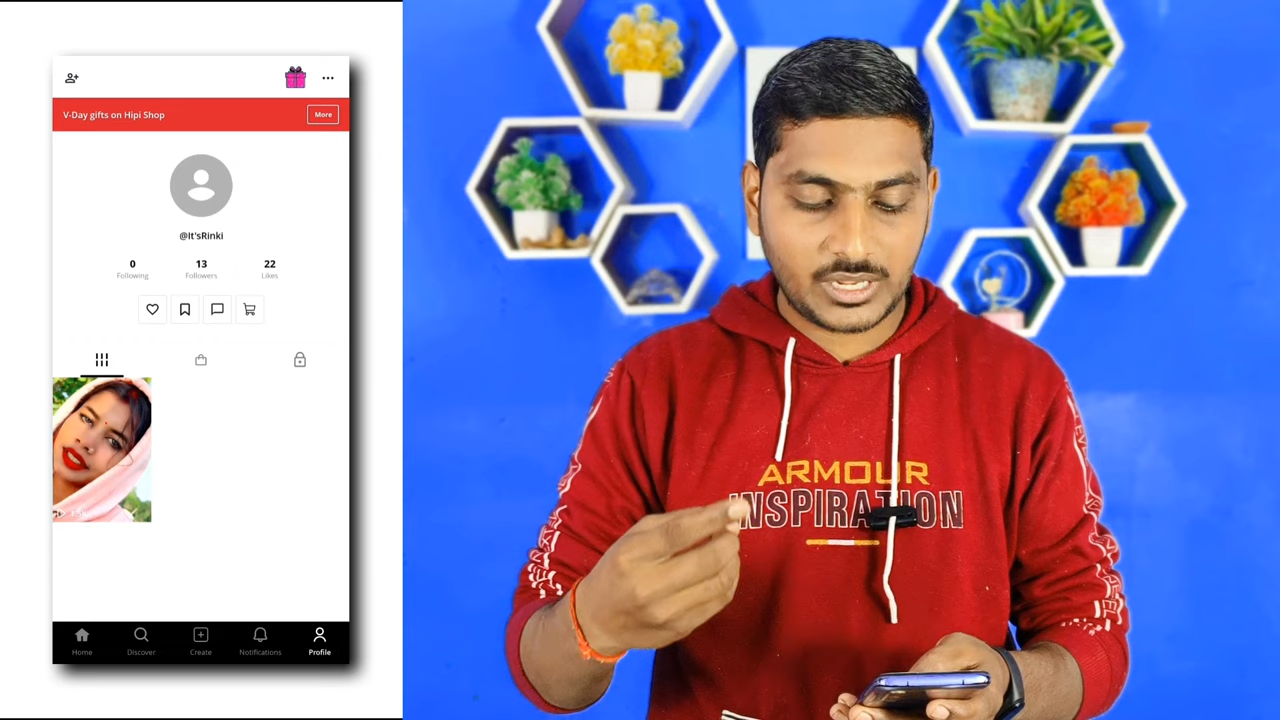 V-Day gifts on Hipi Shop
More
@It'sRinki
0
13
22
Following
Followers
Likes
Home
Discover
Create
Notifications
Profile
ARMOUR
INSPIRATION